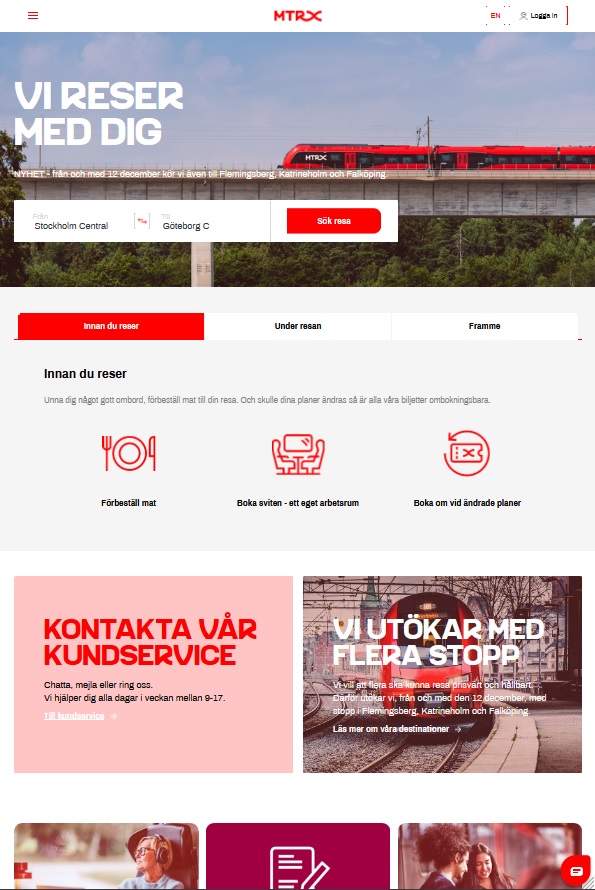 MTRX
EN
Logga in
VI RESER
MED DIG
MTRX
NYHET - från och med 12 december kör vi även till Flemingsberg, Katrineholm och Falköping.
Från
Till
Stockholm Central
Göteborg C
Sök resa
Innan du reser
Under resan
Framme
Innan du reser
Unna dig något gott ombord, förbeställ mat till din resa. Och skulle dina planer ändras så är alla våra biljetter ombokningsbara.
Förbeställ mat
Boka sviten - ett eget arbetsrum
Boka om vid ändrade planer
KONTAKTA VÅR
KUNDSERVICE
Chatta, mejla eller ring oss.
Vi hjälper dig alla dagar i veckan mellan 9-17.
Till kundservice
VI UTÖKAR MED
FLERA STOPP
Vi vill att flera ska kunna resa prisvärt och hållbart.
Därför utökar vi, från och med den 12 december, med
stopp i Flemingsberg, Katrineholm och Falköping.
Läs mer om våra destinationer